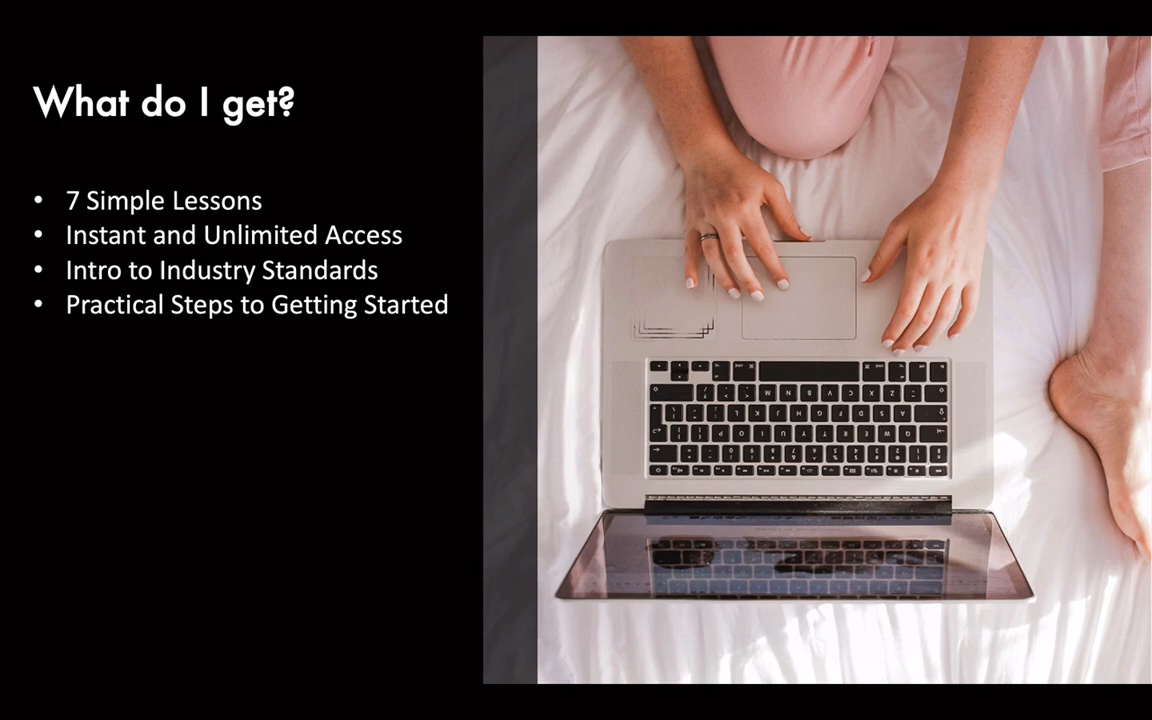 What do I get?
• 7 Simple Lessons
• Instant and Unlimited Access
• Intro to Industry Standards
• Practical Steps to Getting Started